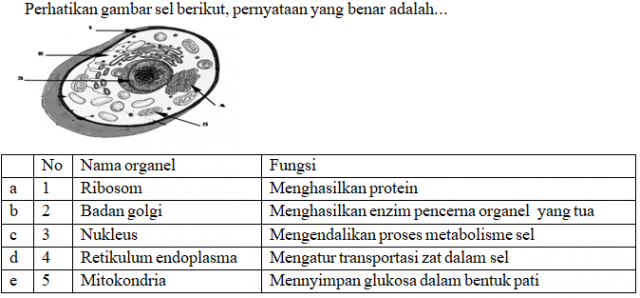 Perhatikan gambar sel berikut, pernyataan yang benar adalah...
1
2
3
4
5
No Nama organel Fungsi
a 1 Ribosom Menghasilkan protein
b 2 Badan golgi Menghasilkan enzim pencerna organel yang tua
c 3 Nukleus Mengendalikan proses metabolisme sel
d 4 Retikulum endoplasma Mengatur transportasi zat dalam sel
e 5 Mitokondria Mennyimpan glukosa dalam bentuk pati